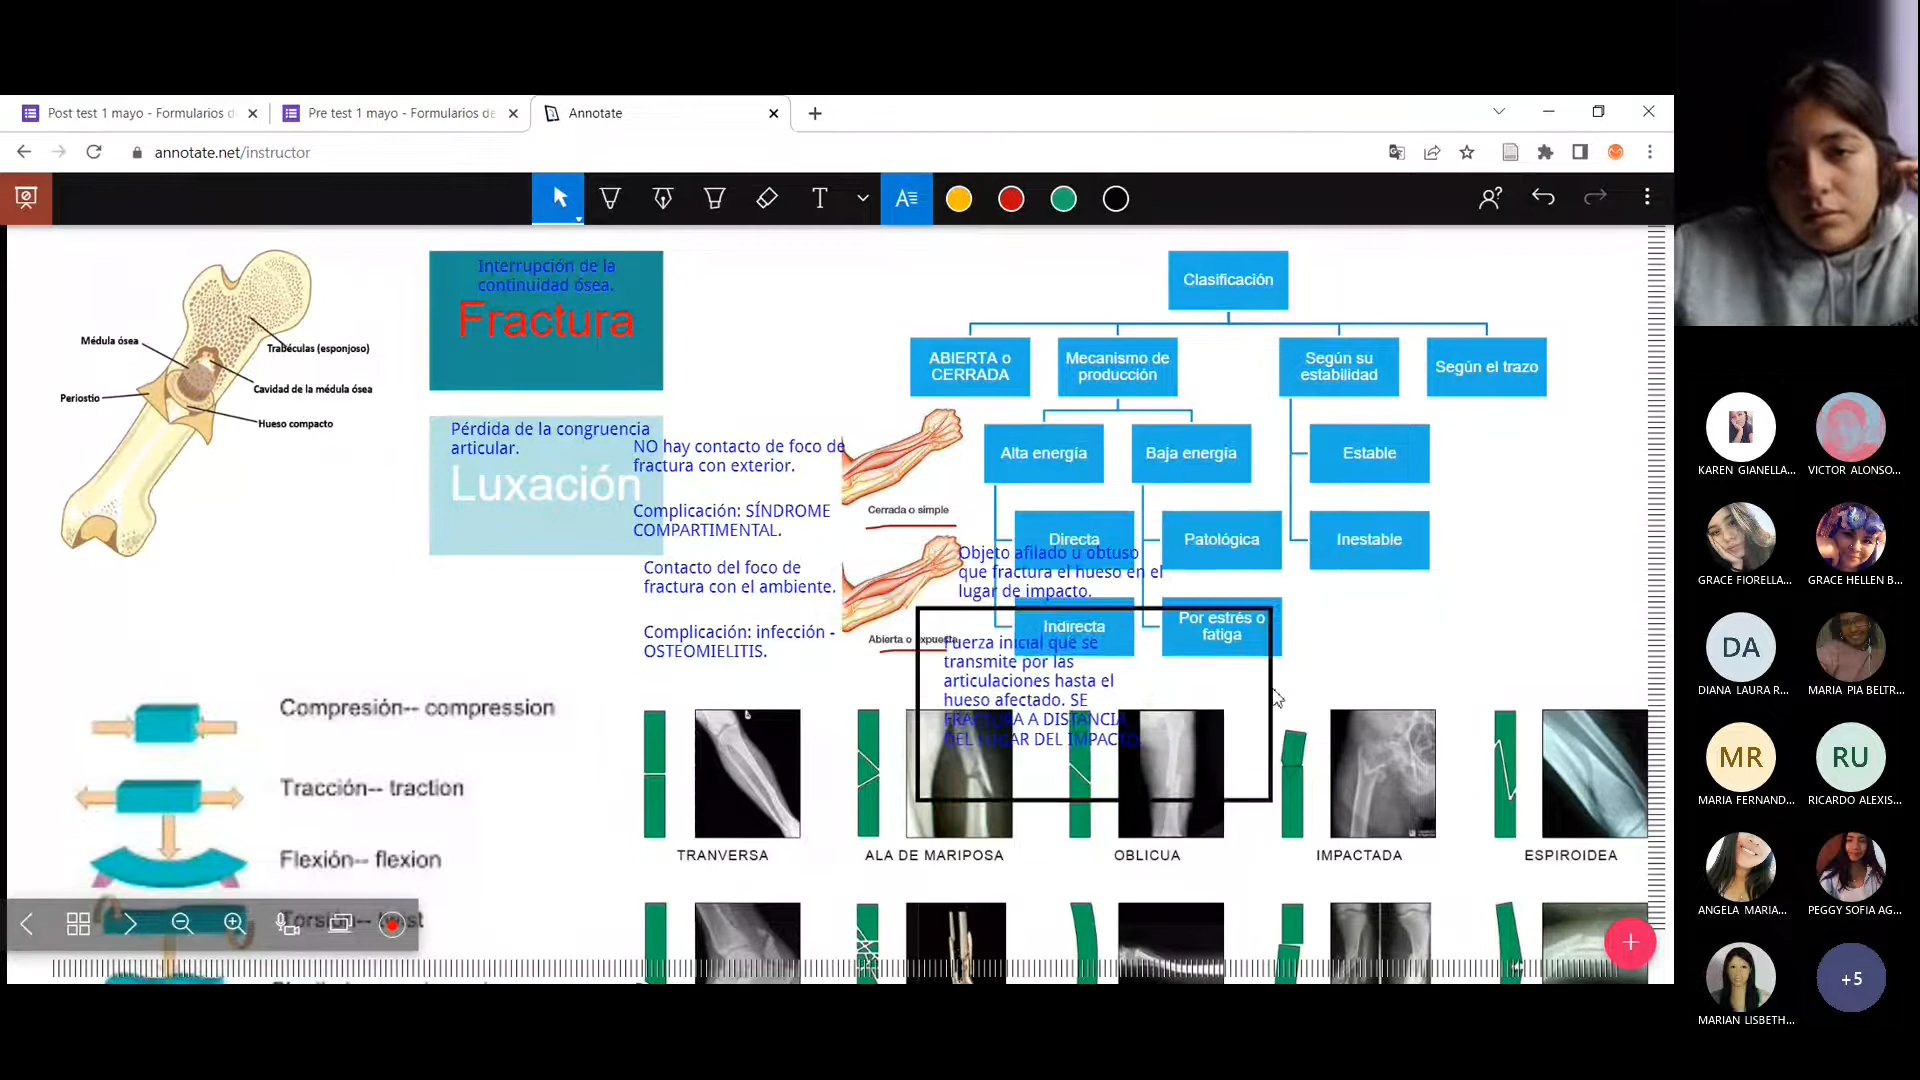 Post test 1 mayo - Formularios d
Pre test 1 mayo - Formularios de
Annotate
annotate.net/instructor
T
A
Interrupción de la
continuidad ósea.
Fractura
Médula ósea
Trabéculas (esponjoso)
Cavidad de la médula ósea
Periostio
Hueso compacto
Pérdida de la congruencia
articular.
Luxación
NO hay contacto de foco de
fractura con exterior.
Complicación: SÍNDROME
COMPARTIMENTAL.
Contacto del foco de
fractura con el ambiente.
Complicación: infección -
OSTEOMIELITIS.
Cerrada o simple
Abierta o expuesta
Clasificación
ABIERTA o
CERRADA
Mecanismo de
producción
Según su
estabilidad
Según el trazo
Alta energía
Baja energía
Estable
Directa
Patológica
Inestable
Objeto afilado u obtuso
que fractura el hueso en el
lugar de impacto.
Indirecta
Por estrés o
fatiga
Fuerza inicial que se
transmite por las
articulaciones hasta el
hueso afectado. SE
FRACTURA A DISTANCIA
DEL LUGAR DEL IMPACTO.
Compresión-- compression
Tracción-- traction
Flexión-- flexion
TRANVERSA
ALA DE MARIPOSA
OBLICUA
IMPACTADA
ESPIROIDEA
KAREN GIANELLA...
VICTOR ALONSO...
GRACE FIORELLA...
GRACE HELLEN B...
DA
DIANA LAURA R...
MARIA PIA BELTR...
MR
MARIA FERNAND...
RU
RICARDO ALEXIS...
ANGELA MARIA...
PEGGY SOFIA AG...
MARIAN LISBETH...
+5